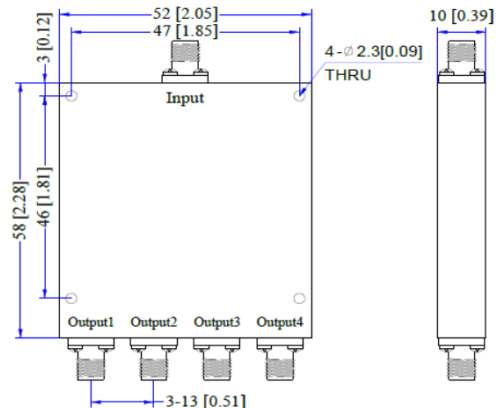 52 [2.05]
10 [0.39]
47 [1.85]
3 [0.12]
4-∅2.3[0.09]
THRU
Input
58 [2.28]
46 [1.81]
Output1 Output2 Output3 Output4
3-13 [0.51]